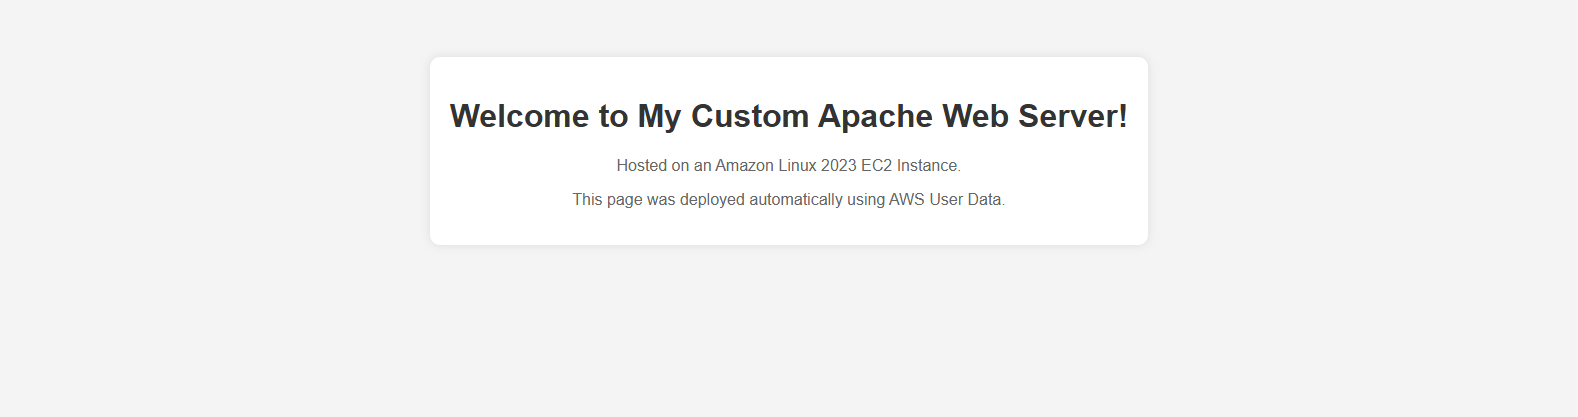 Welcome to My Custom Apache Web Server!
Hosted on an Amazon Linux 2023 EC2 Instance.
This page was deployed automatically using AWS User Data.